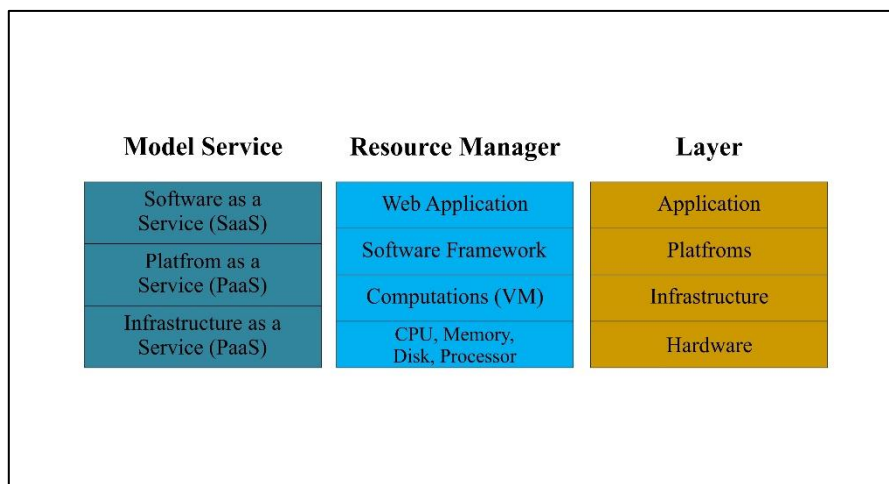 Model Service
Software as a
Service (SaaS)
Platfrom as a
Service (PaaS)
Infrastructure as a
Service (PaaS)
Resource Manager
Web Application
Software Framework
Computations (VM)
CPU, Memory,
Disk, Processor
Layer
Application
Platfroms
Infrastructure
Hardware